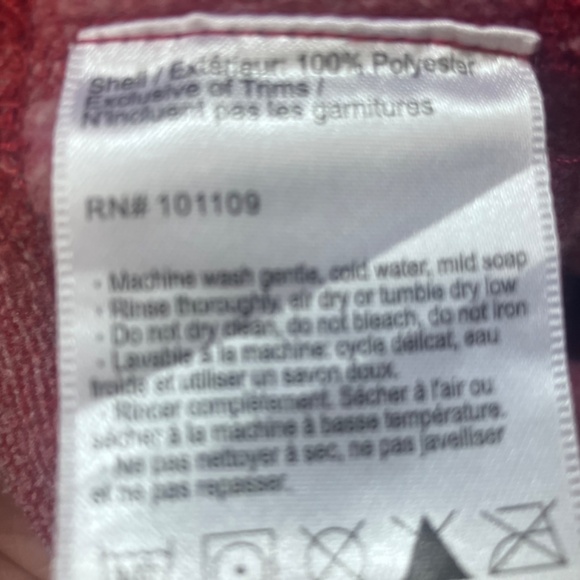 Shell / Extérieur: 100% Polyester
Exclusive of Trims /
N'incluent pas les garnitures
RN# 101109
- Machine wash gentle, cold water, mild soap
- Rinse thoroughly, air dry or tumble dry low
- Do not dry clean, do not bleach, do not iron
- Lavable à la machine: cycle délicat, eau
froide et utiliser un savon doux.
- Rincer complètement. Sécher à l'air ou
sécher à la machine à basse température.
- Ne pas nettoyer à sec, ne pas javelliser
et ne pas repasser.